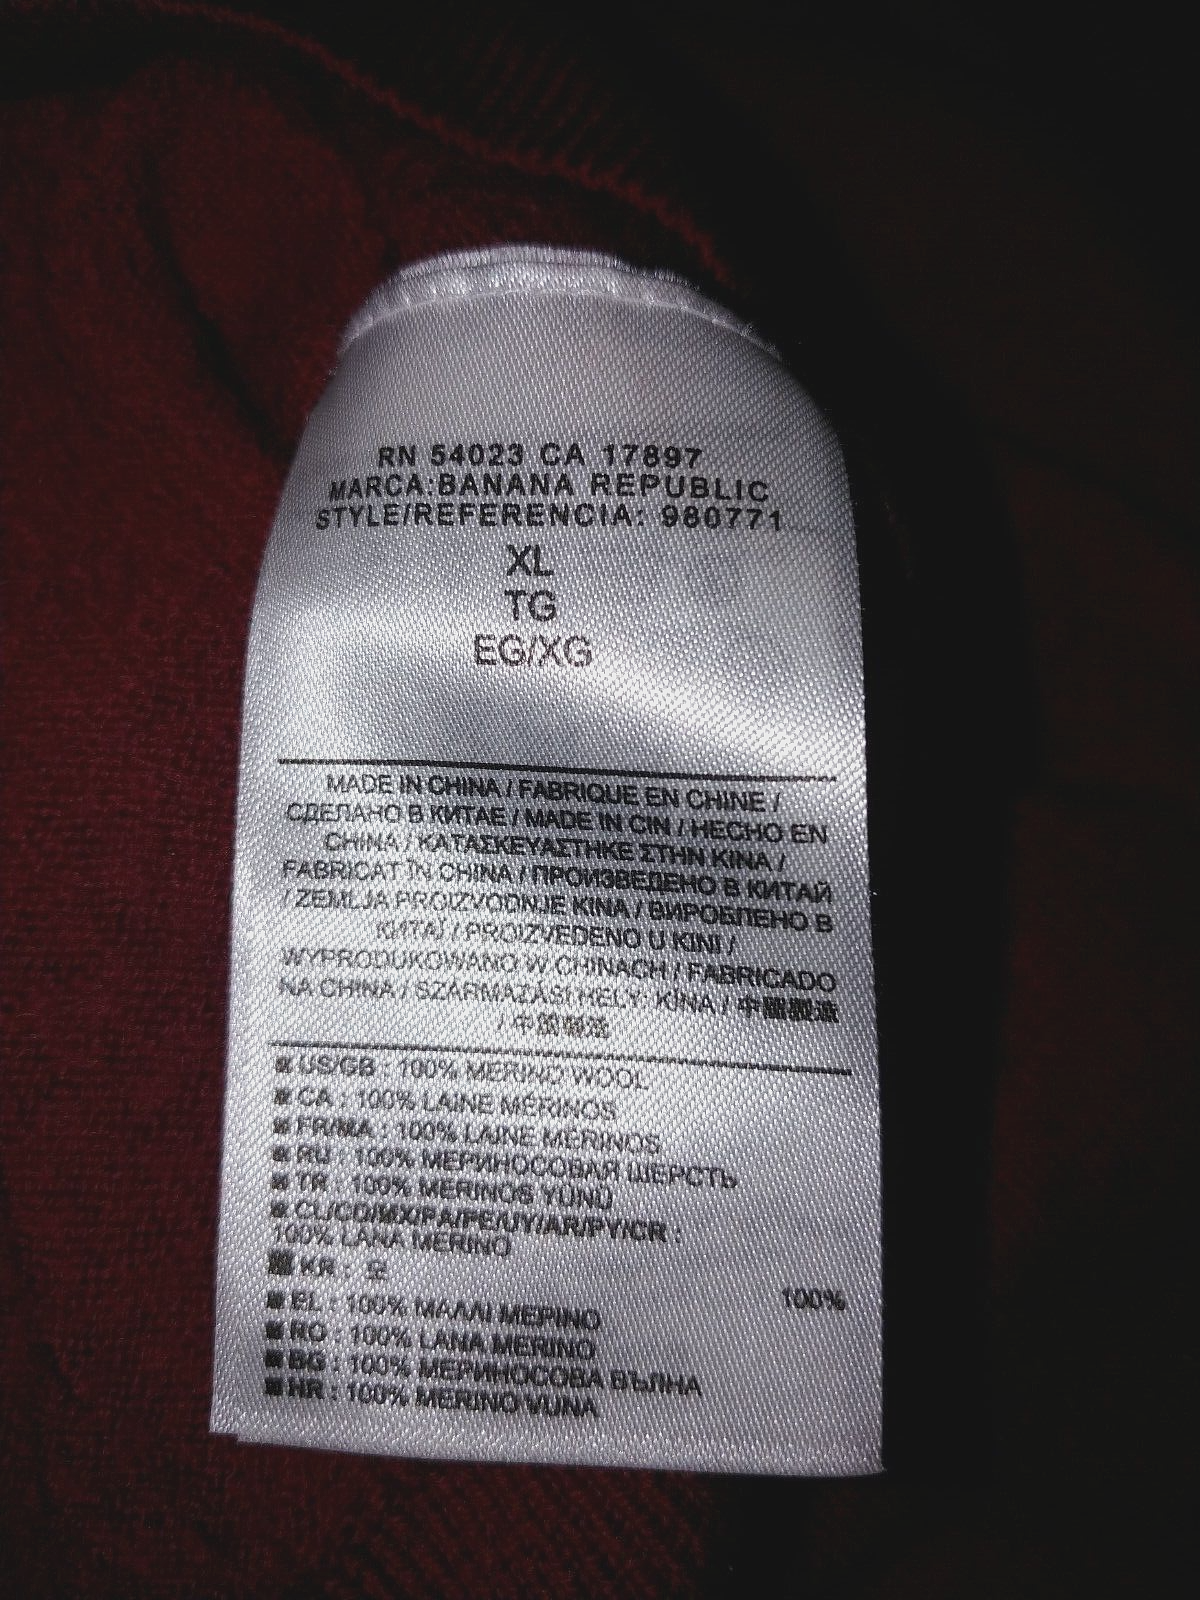 RN 54023 CA 17897
MARCA:BANANA REPUBLIC
STYLE/REFERENCIA: 980771
XL
TG
EG/XG
MADE IN CHINA / FABRIQUE EN CHINE /
СДЕЛАНО В КИТАЕ / MADE IN CIN / HECHO EN
CHINA / ΚΑΤΑΣΚΕΥΑΣΤΗΚΕ ΣΤΗΝ ΚΙΝΑ /
FABRICAT ÎN CHINA / ПРОИЗВЕДЕНО В КИТАЙ
/ ZEMLJA PROIZVODNJE KINA / ВИРОБЛЕНО В
КИТАЇ / PROIZVEDENO U KINI /
WYPRODUKOWANO W CHINACH / FABRICADO
NA CHINA / SZÁRMAZÁSI HELY: KÍNA / 中國製造
/ 中國製造
US/GB : 100% MERINO WOOL
CA : 100% LAINE MÉRINOS
FR/MA : 100% LAINE MÉRINOS
RU : 100% МЕРИНОСОВАЯ ШЕРСТЬ
TR : 100% MERINOS YÜNÜ
CL/CO/MX/PA/PE/UY/AR/PY/CR :
100% LANA MERINO
KR : 모 100%
EL : 100% ΜΑΛΛΙ ΜΕΡΙΝΟ
RO : 100% LANA MERINO
BG : 100% МЕРИНОСОВА ВЪЛНА
HR : 100% MERINO VUNA